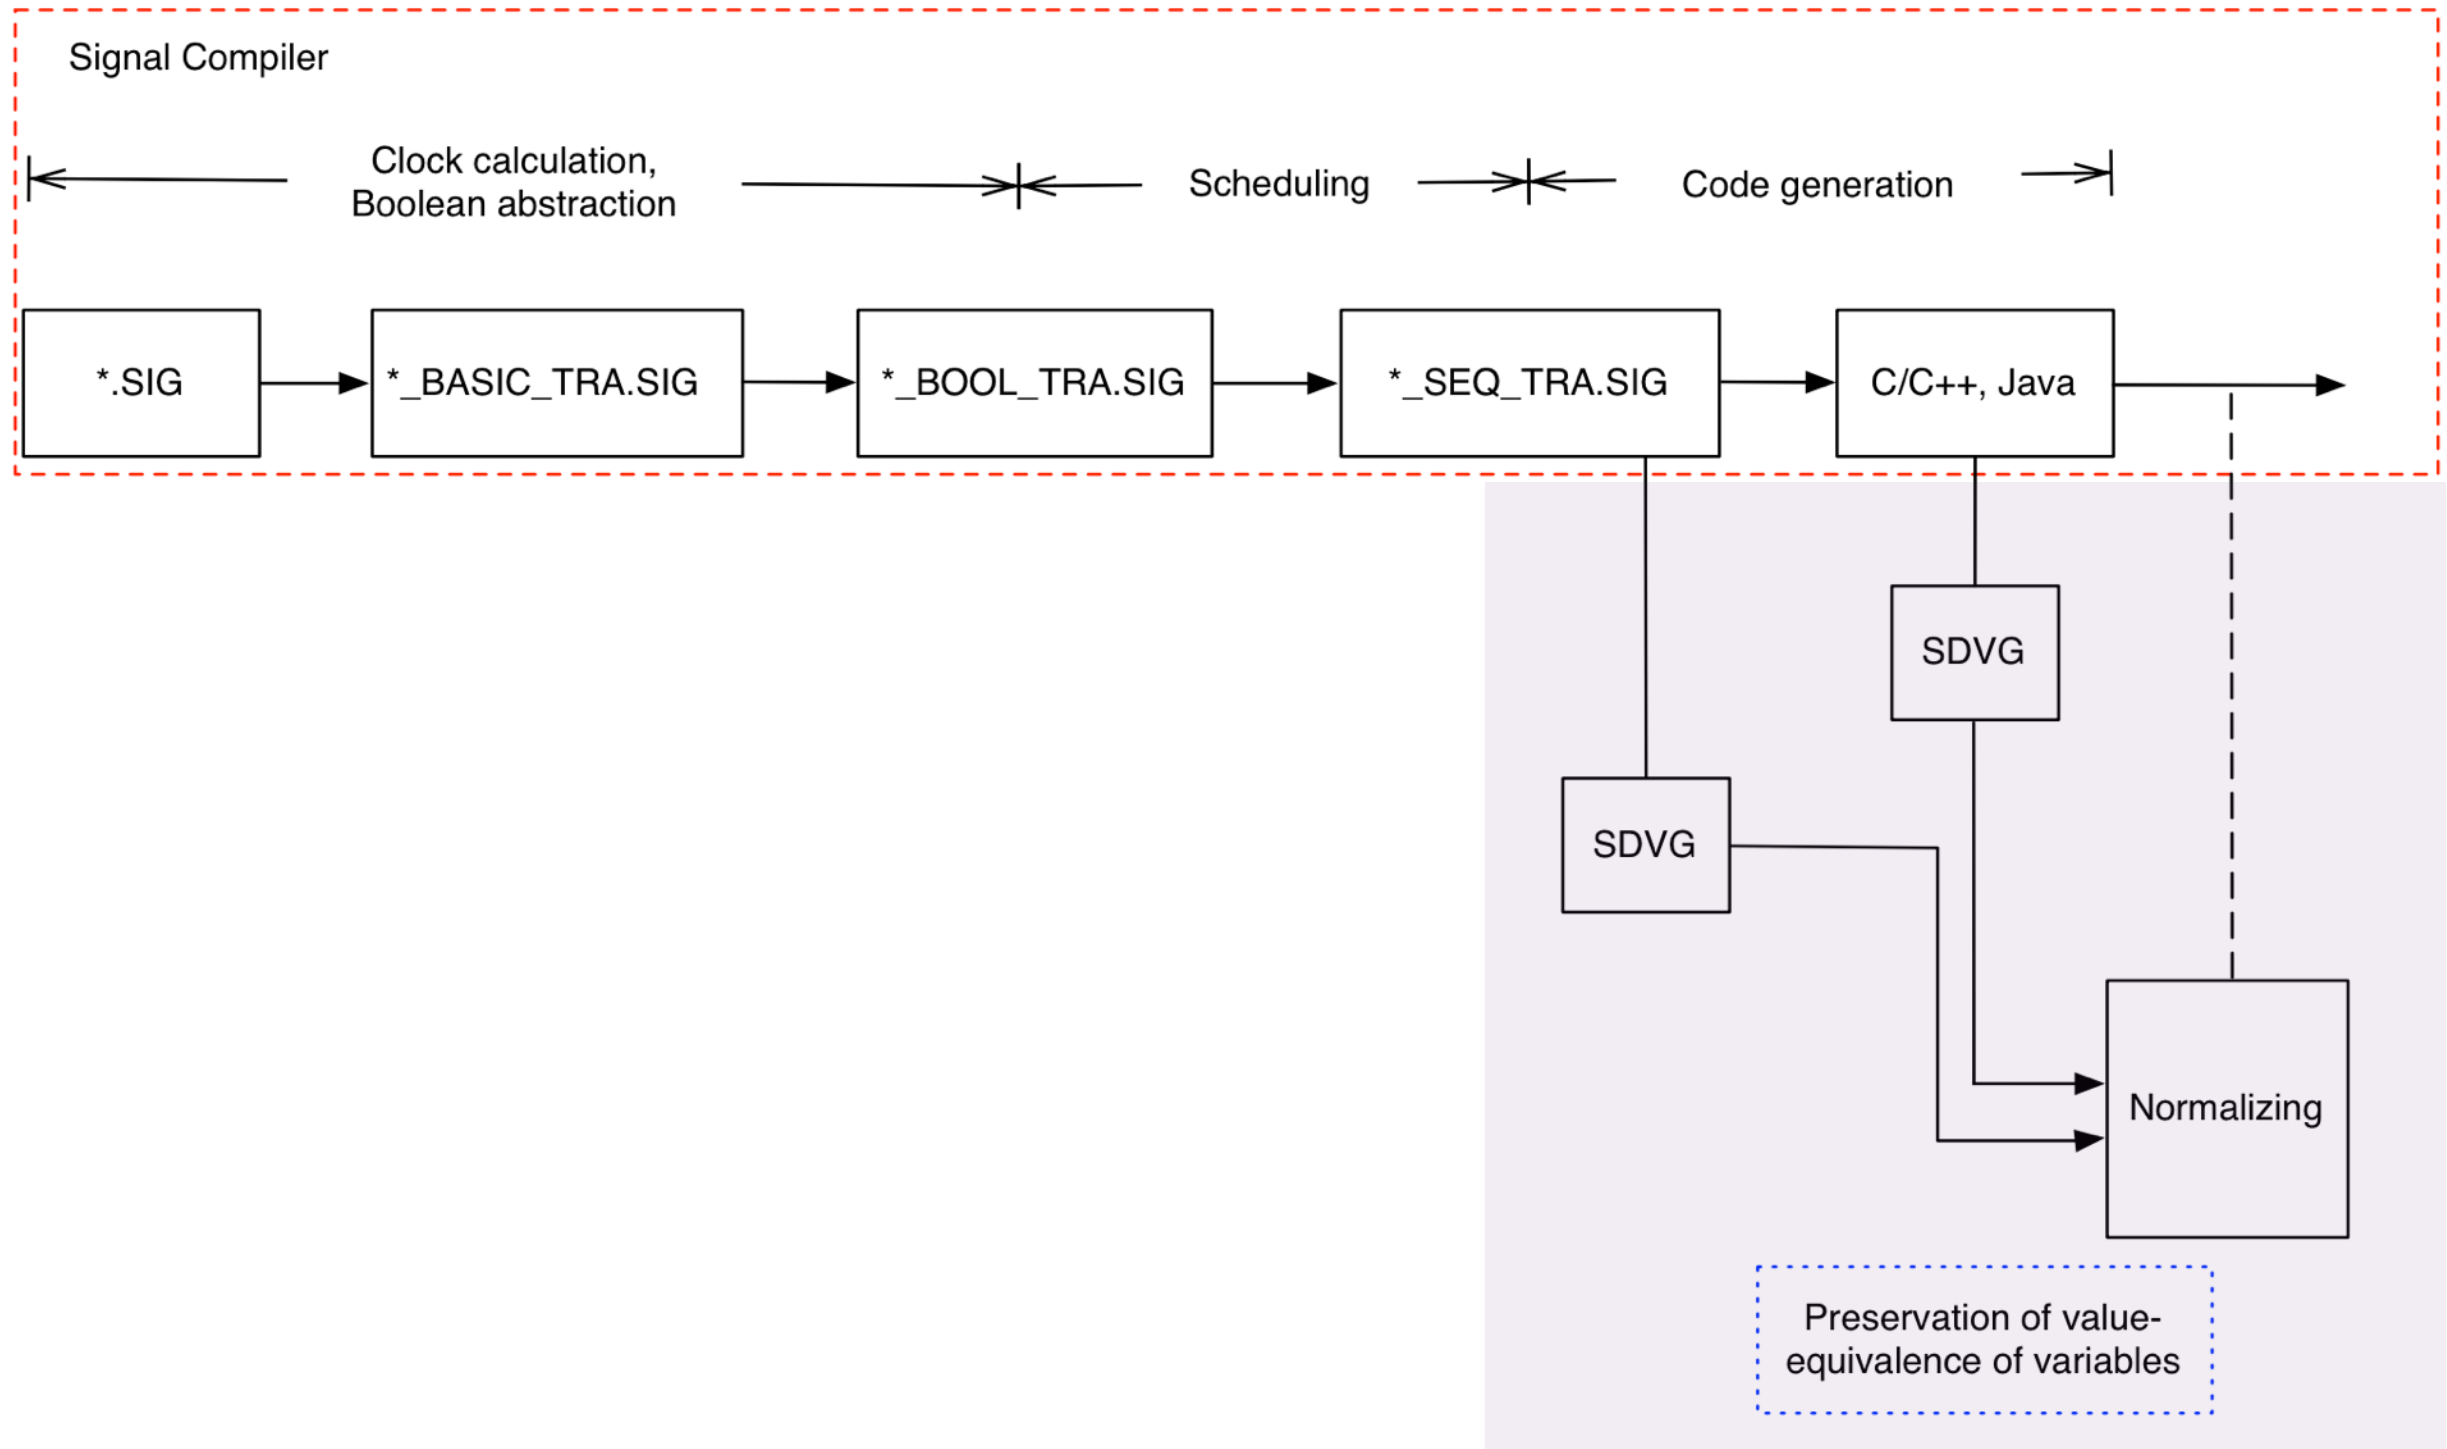 Signal Compiler
Clock calculation,
Boolean abstraction
Scheduling
Code generation
*.SIG
*_BASIC_TRA.SIG
*_BOOL_TRA.SIG
*_SEQ_TRA.SIG
C/C++, Java
SDVG
SDVG
Normalizing
Preservation of value-
equivalence of variables